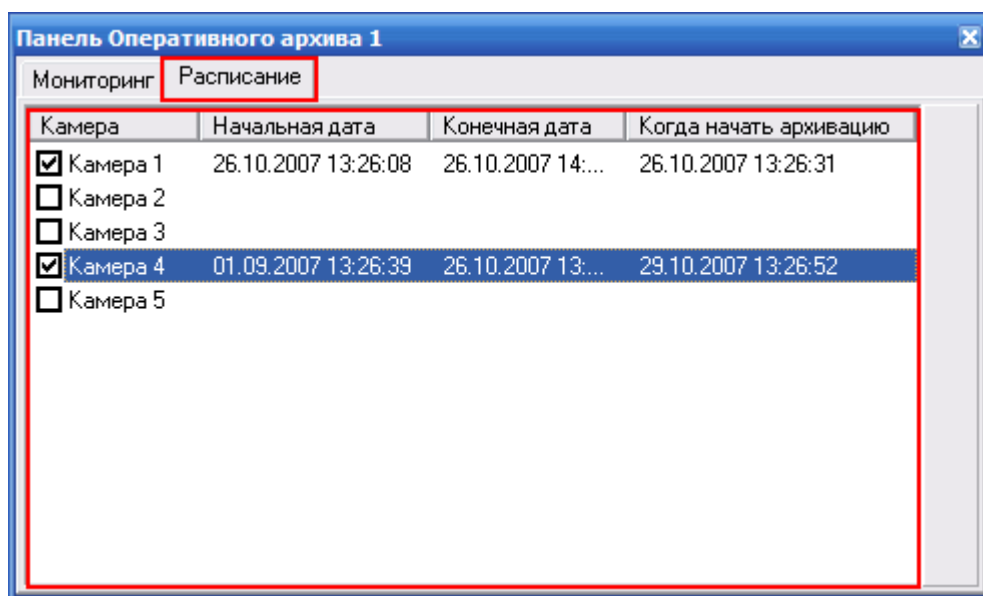 Панель Оперативного архива 1
Мониторинг Расписание
Камера Начальная дата Конечная дата Когда начать архивацию
Камера 1 26.10.2007 13:26:08 26.10.2007 14:... 26.10.2007 13:26:31
Камера 2
Камера 3
Камера 4 01.09.2007 13:26:39 26.10.2007 13:... 29.10.2007 13:26:52
Камера 5